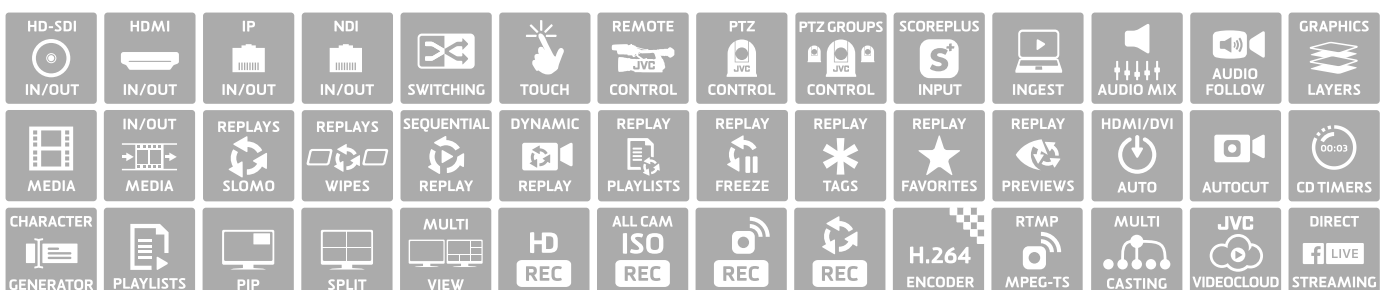 HD-SDI
IN/OUT
HDMI
IN/OUT
IP
IN/OUT
NDI
IN/OUT
SWITCHING
TOUCH
REMOTE
JVC
CONTROL
PTZ
JVC
CONTROL
PTZ GROUPS
JVC
CONTROL
SCOREPLUS
S+
INPUT
INGEST
AUDIO MIX
AUDIO
FOLLOW
GRAPHICS
LAYERS
MEDIA
IN/OUT
MEDIA
REPLAYS
SLOMO
REPLAYS
WIPES
SEQUENTIAL
REPLAY
DYNAMIC
REPLAY
REPLAY
PLAYLISTS
REPLAY
FREEZE
REPLAY
TAGS
REPLAY
FAVORITES
REPLAY
PREVIEWS
HDMI/DVI
AUTO
AUTOCUT
00:03
CD TIMERS
CHARACTER
GENERATOR
PLAYLISTS
PIP
SPLIT
MULTI
VIEW
HD
REC
ALL CAM
ISO
REC
REC
REC
H.264
ENCODER
RTMP
MPEG-TS
MULTI
CASTING
JVC
VIDEOCLOUD
DIRECT
f LIVE
STREAMING